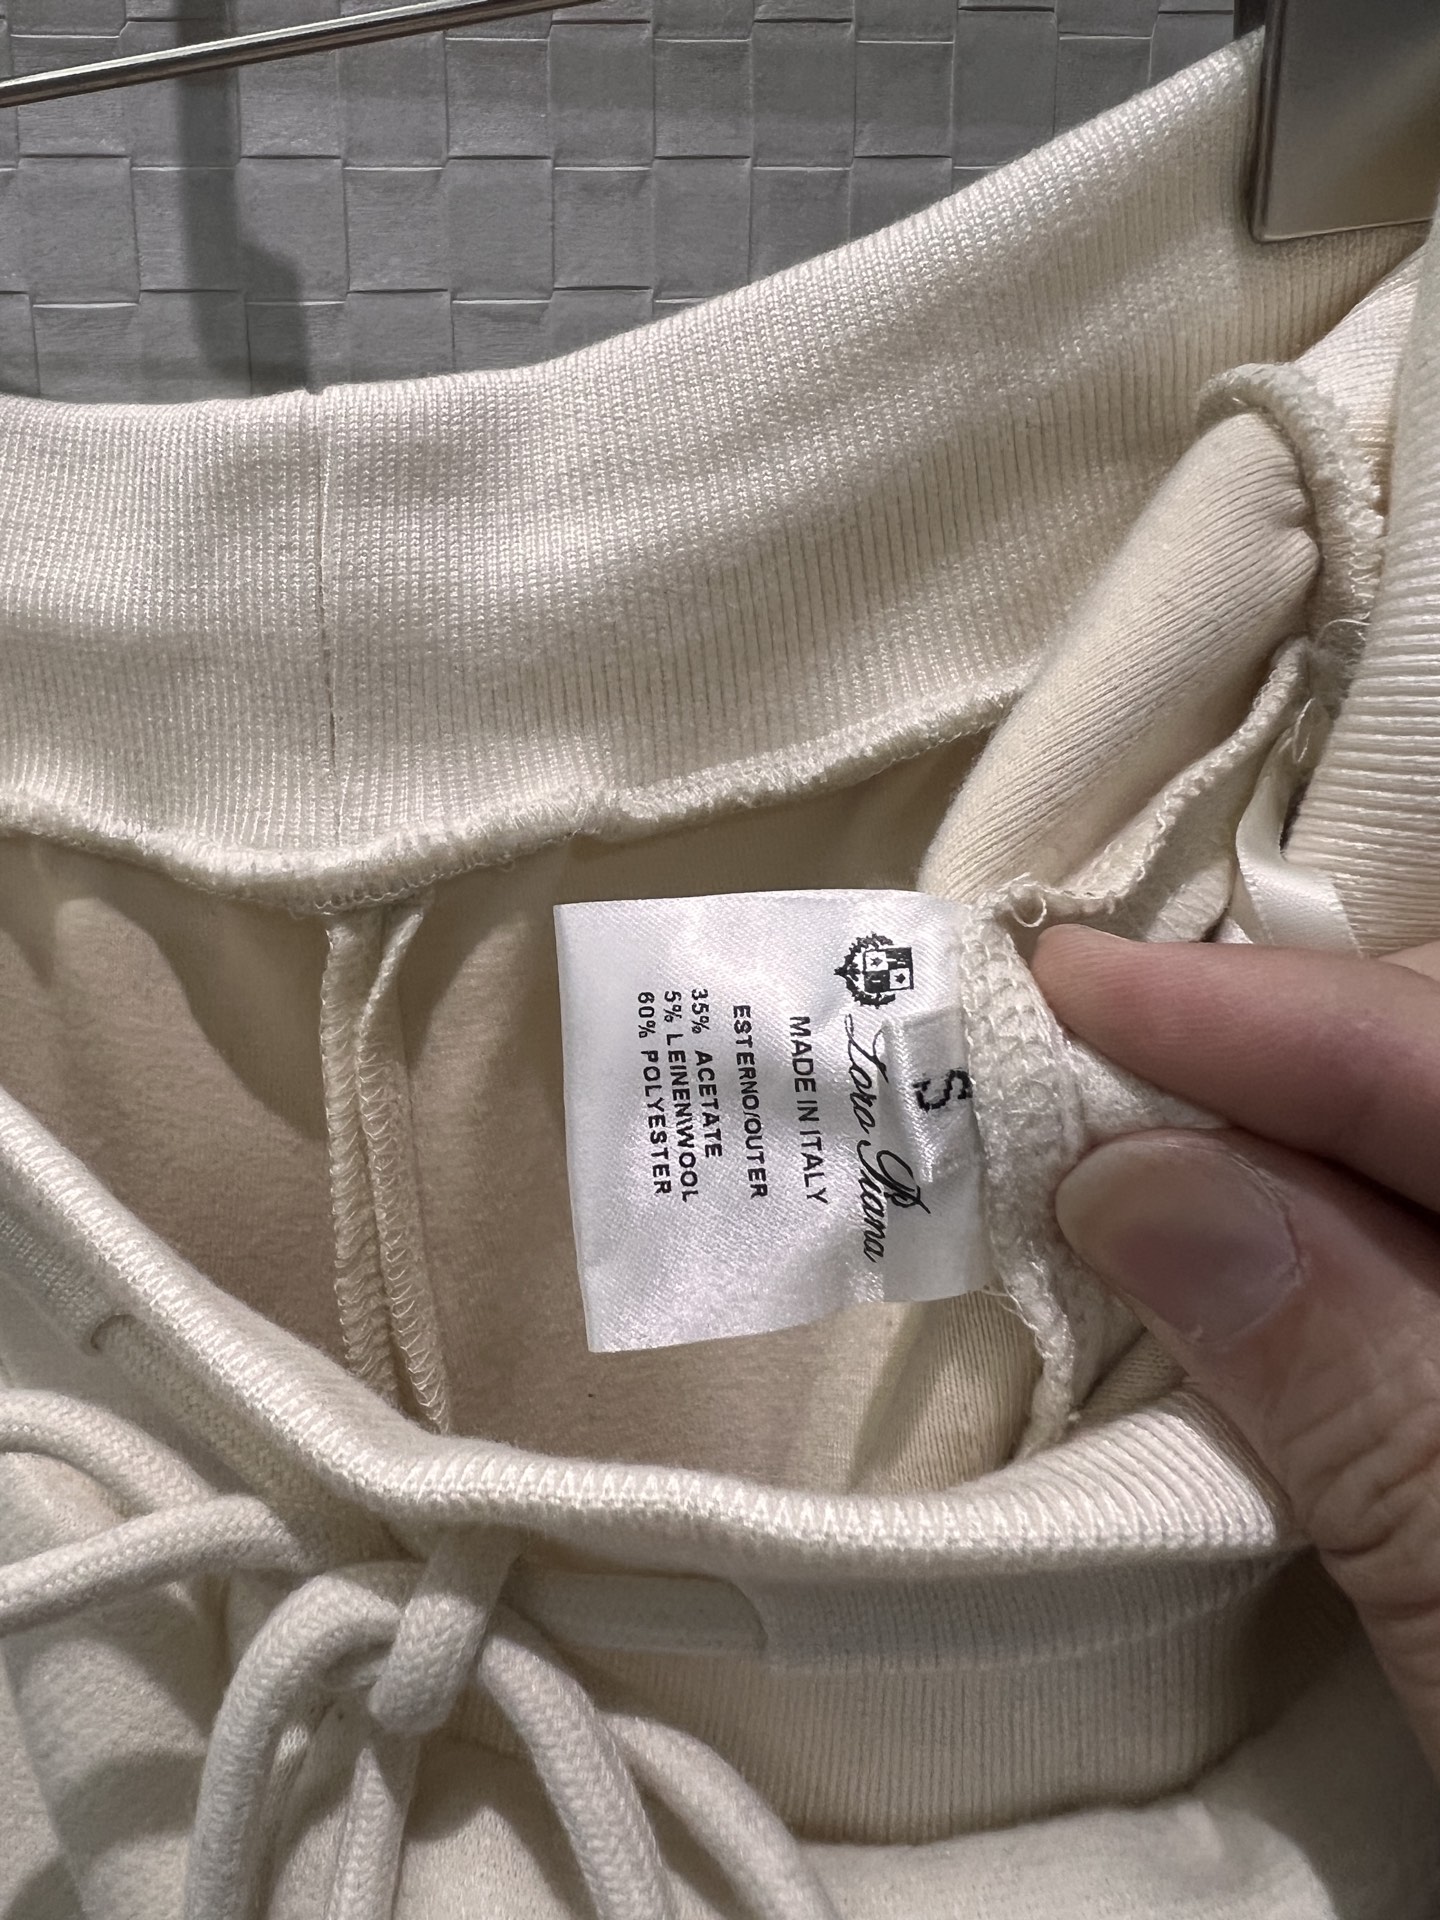 S
Loro Piana
MADE IN ITALY
ESTERNO/OUTER
35% ACETATE
5% LEINEN\WOOL
60% POLYESTER